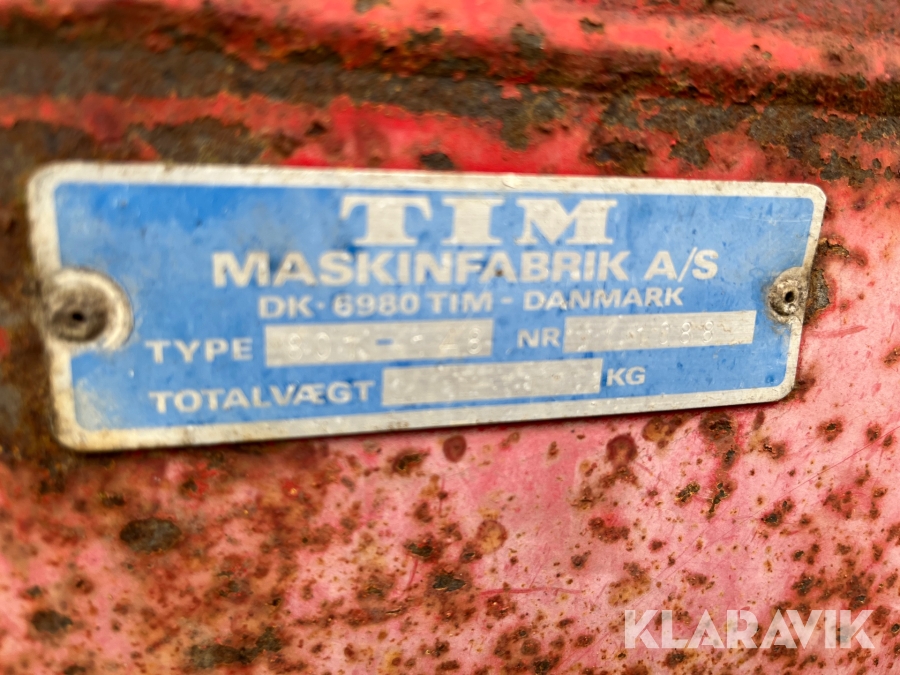 TIM
MASKINFABRIK A/S
DK-6980 TIM - DANMARK
TYPE NR
TOTALVÆGT KG
KLARAVIK